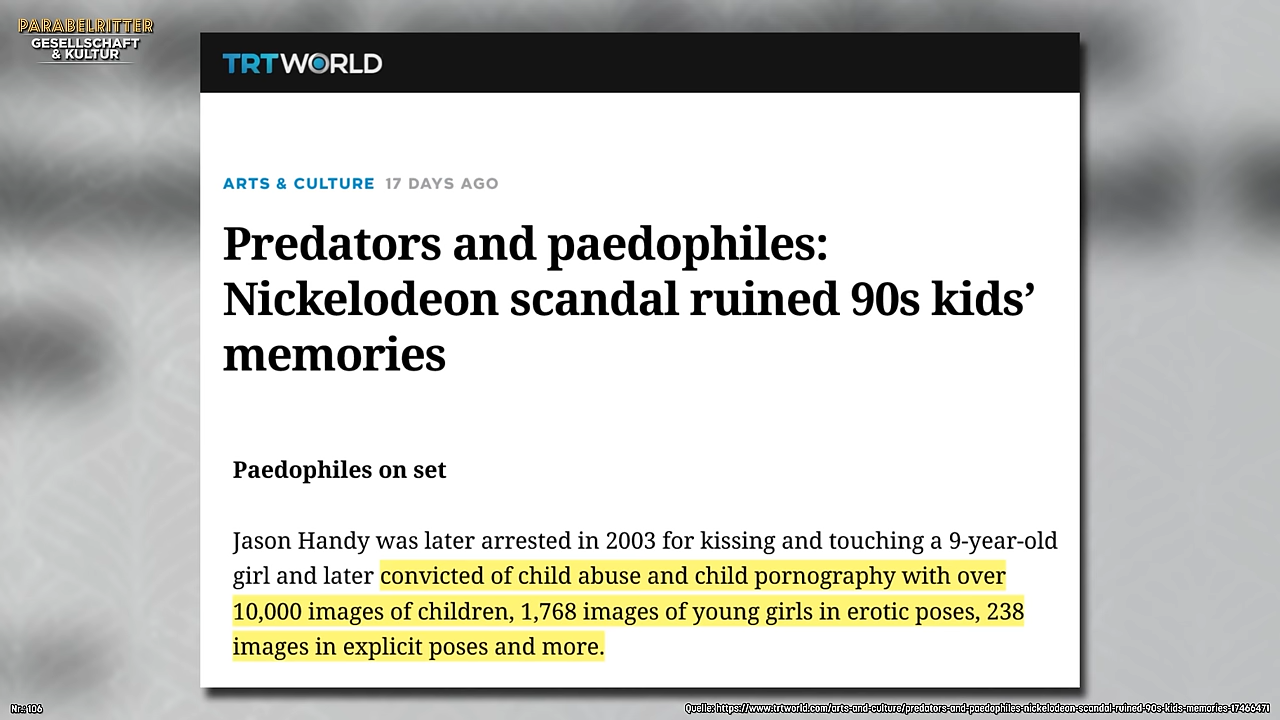 PARABELRITTER
GESELLSCHAFT
& KULTUR
TRTWORLD
ARTS & CULTURE 17 DAYS AGO
Predators and paedophiles:
Nickelodeon scandal ruined 90s kids’
memories
Paedophiles on set
Jason Handy was later arrested in 2003 for kissing and touching a 9-year-old
girl and later convicted of child abuse and child pornography with over
10,000 images of children, 1,768 images of young girls in erotic poses, 238
images in explicit poses and more.
Nr.: 106
Quelle: https://www.trtworld.com/arts-and-culture/predators-and-paedophiles-nickelodeon-scandal-ruined-90s-kids-memories-17466471